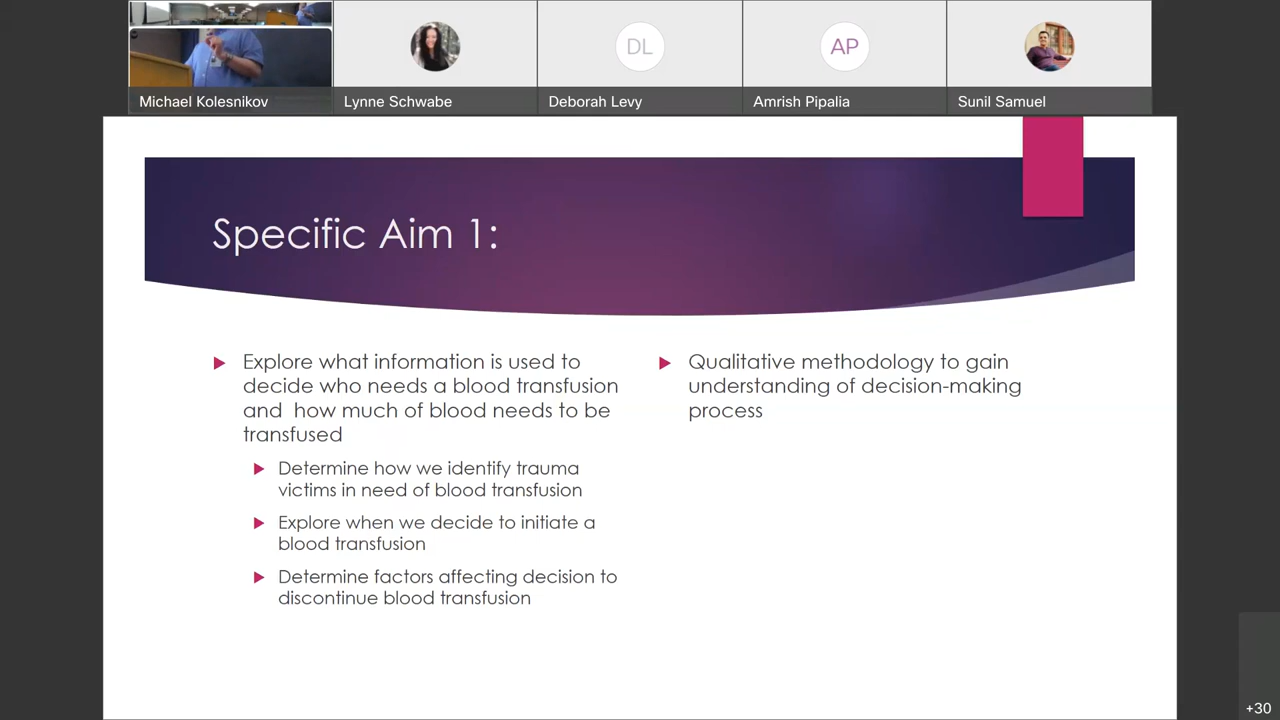 DL
AP
Michael Kolesnikov
Lynne Schwabe
Deborah Levy
Amrish Pipalia
Sunil Samuel
Specific Aim 1:
Explore what information is used to
decide who needs a blood transfusion
and how much of blood needs to be
transfused
Determine how we identify trauma
victims in need of blood transfusion
Explore when we decide to initiate a
blood transfusion
Determine factors affecting decision to
discontinue blood transfusion
Qualitative methodology to gain
understanding of decision-making
process
+30